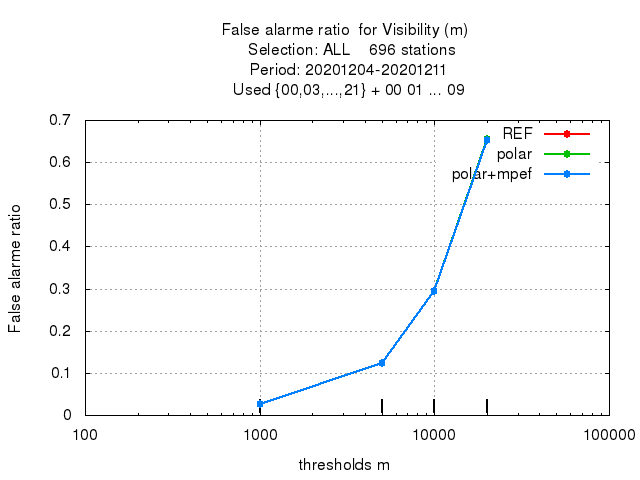 False alarme ratio  for Visibility (m)
Selection: ALL    696 stations
Period: 20201204-20201211
Used {00,03,...,21} + 00 01 ... 09
0.7
0.6
0.5
0.4
0.3
0.2
0.1
0
False alarme ratio
REF
polar
polar+mpef
100
1000
10000
100000
thresholds m